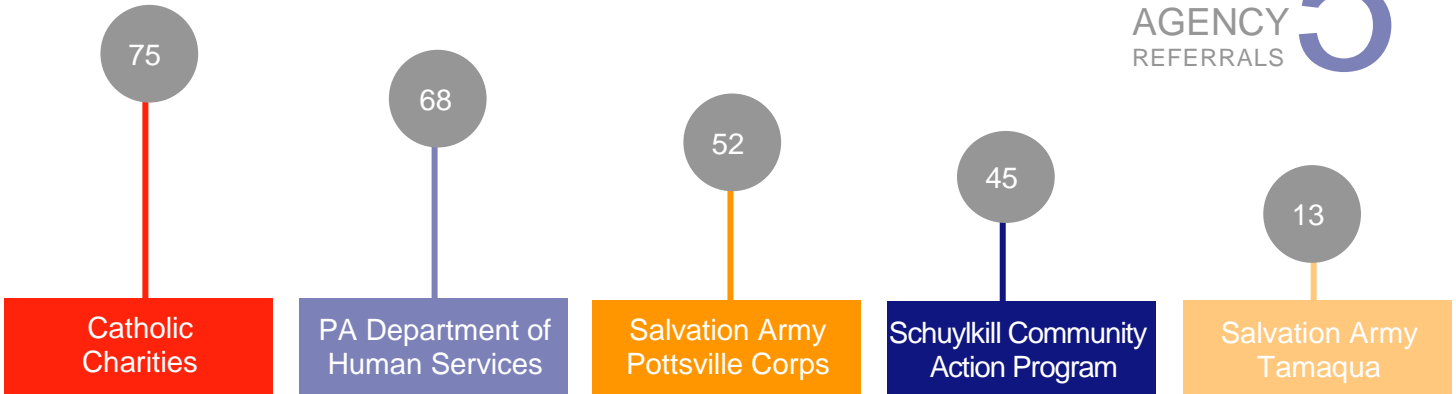 AGENCY
REFERRALS
75
68
52
45
13
Catholic
Charities
PA Department of
Human Services
Salvation Army
Pottsville Corps
Schuylkill Community
Action Program
Salvation Army
Tamaqua